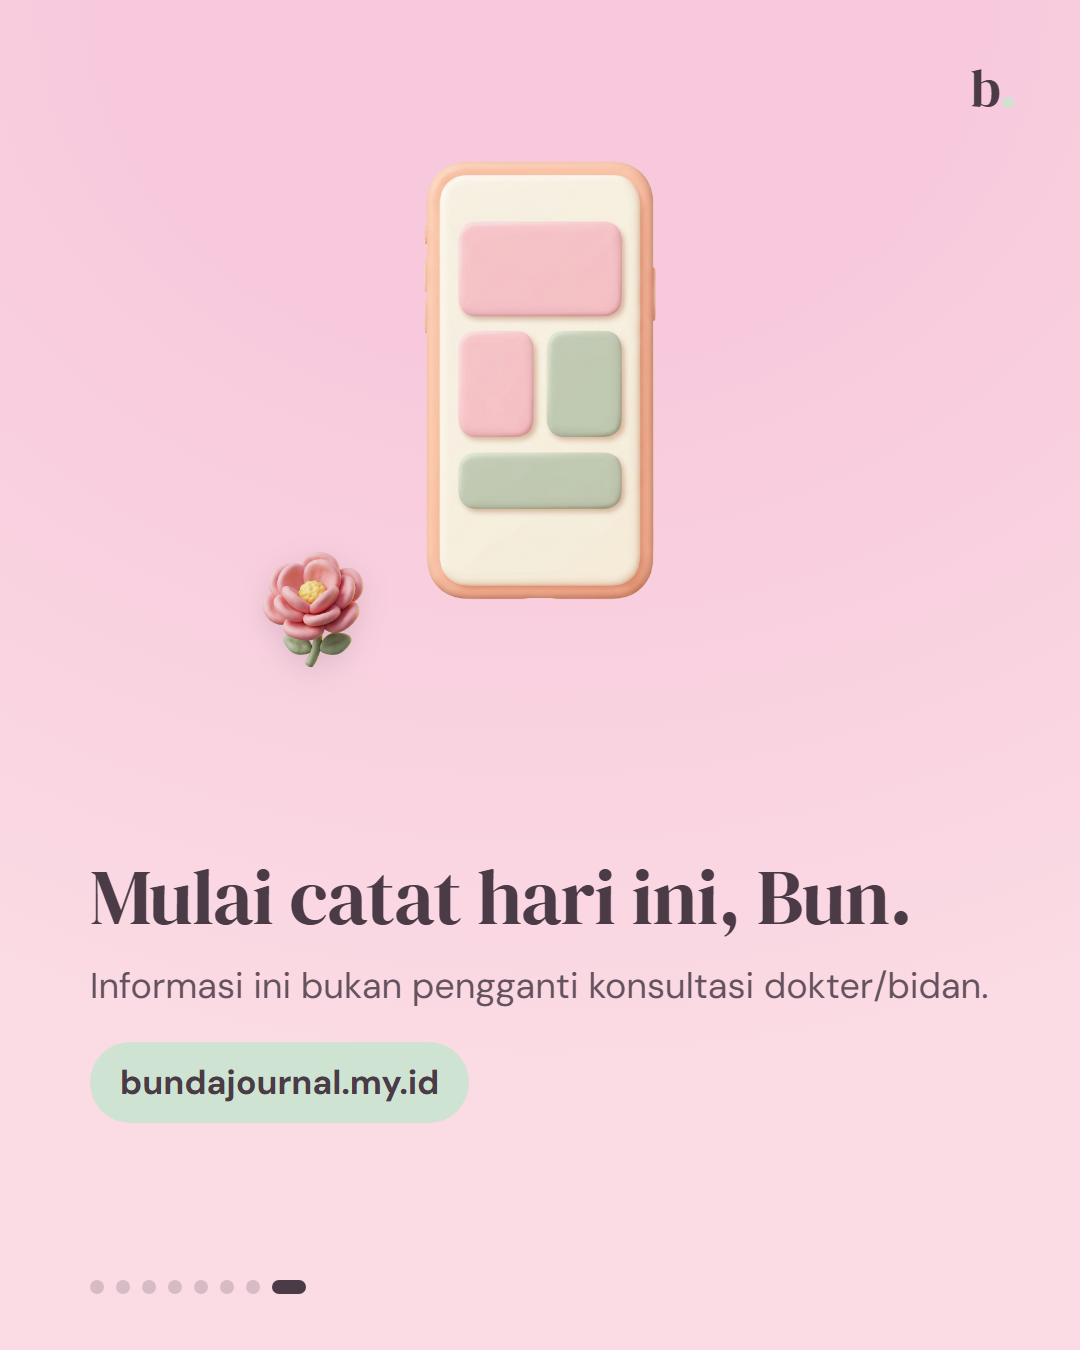 b.
Mulai catat hari ini, Bun.
Informasi ini bukan pengganti konsultasi dokter/bidan.
bundajournal.my.id